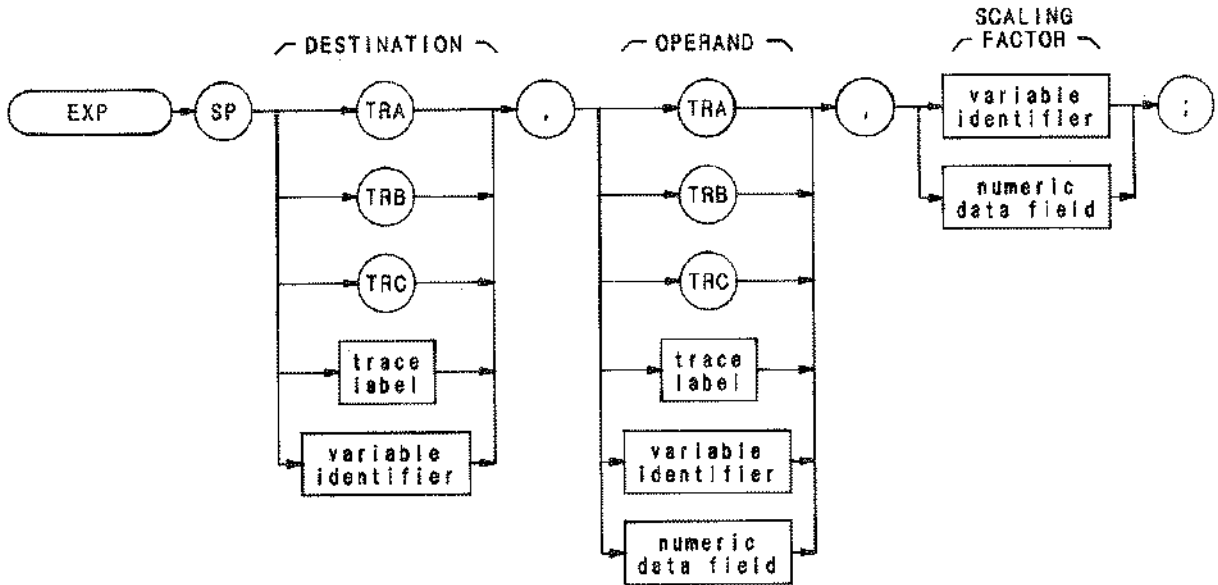 DESTINATION
OPERAND
SCALING
FACTOR
EXP
SP
TRA
,
TRA
,
variable
identifier
;
TRB
TRB
numeric
data field
TRC
TRC
trace
label
trace
label
variable
identifier
variable
identifier
numeric
data field